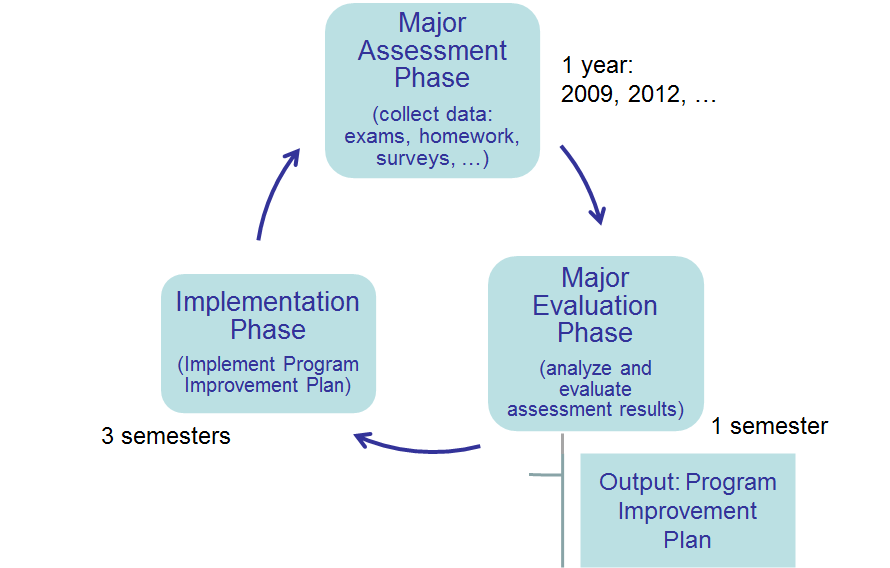 Major
Assessment
Phase
(collect data:
exams, homework,
surveys, …)
1 year:
2009, 2012, …
Major
Evaluation
Phase
(analyze and
evaluate
assessment results)
1 semester
Output: Program
Improvement
Plan
Implementation
Phase
(Implement Program
Improvement Plan)
3 semesters